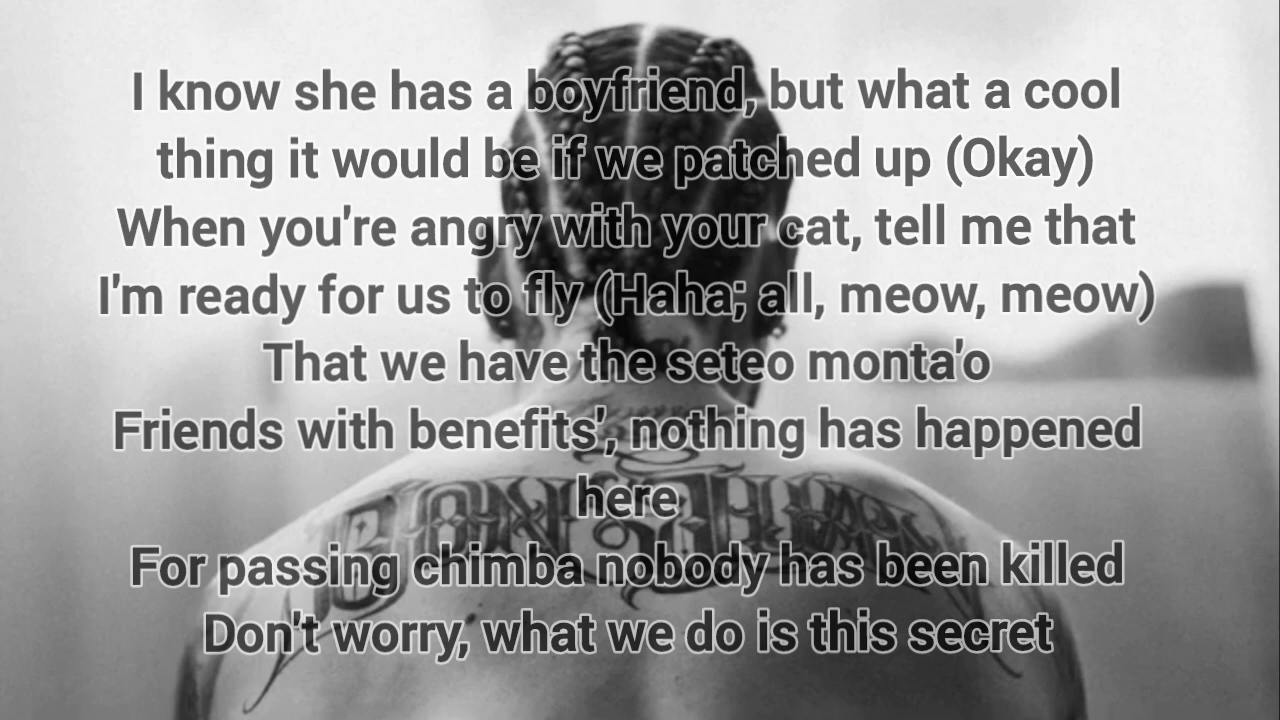 I know she has a boyfriend, but what a cool
thing it would be if we patched up (Okay)
When you're angry with your cat, tell me that
I'm ready for us to fly (Haha; all, meow, meow)
That we have the seteo monta'o
Friends with benefits', nothing has happened
here
For passing chimba nobody has been killed
Don't worry, what we do is this secret